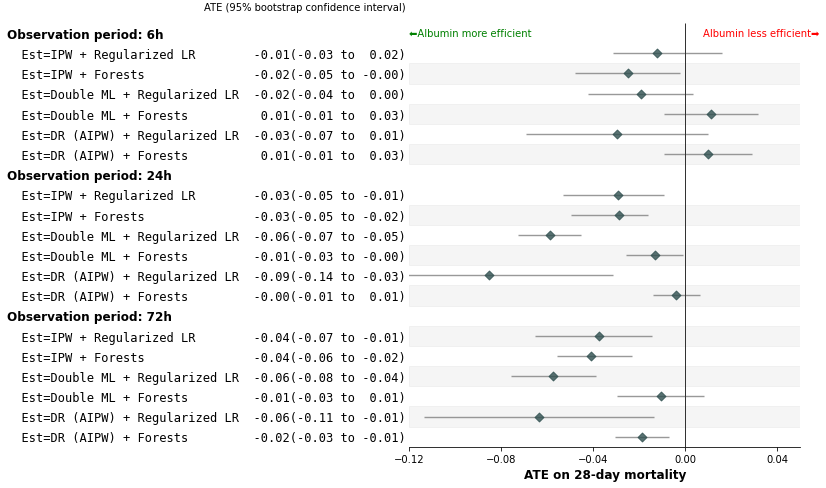 ATE (95% bootstrap confidence interval)
⬅Albumin more efficient Albumin less efficient➡
Observation period: 6h
Est=IPW + Regularized LR -0.01(-0.03 to 0.02)
Est=IPW + Forests -0.02(-0.05 to -0.00)
Est=Double ML + Regularized LR -0.02(-0.04 to 0.00)
Est=Double ML + Forests 0.01(-0.01 to 0.03)
Est=DR (AIPW) + Regularized LR -0.03(-0.07 to 0.01)
Est=DR (AIPW) + Forests 0.01(-0.01 to 0.03)
Observation period: 24h
Est=IPW + Regularized LR -0.03(-0.05 to -0.01)
Est=IPW + Forests -0.03(-0.05 to -0.02)
Est=Double ML + Regularized LR -0.06(-0.07 to -0.05)
Est=Double ML + Forests -0.01(-0.03 to -0.00)
Est=DR (AIPW) + Regularized LR -0.09(-0.14 to -0.03)
Est=DR (AIPW) + Forests -0.00(-0.01 to 0.01)
Observation period: 72h
Est=IPW + Regularized LR -0.04(-0.07 to -0.01)
Est=IPW + Forests -0.04(-0.06 to -0.02)
Est=Double ML + Regularized LR -0.06(-0.08 to -0.04)
Est=Double ML + Forests -0.01(-0.03 to 0.01)
Est=DR (AIPW) + Regularized LR -0.06(-0.11 to -0.01)
Est=DR (AIPW) + Forests -0.02(-0.03 to -0.01)
−0.12 −0.08 −0.04 0.00 0.04
ATE on 28-day mortality